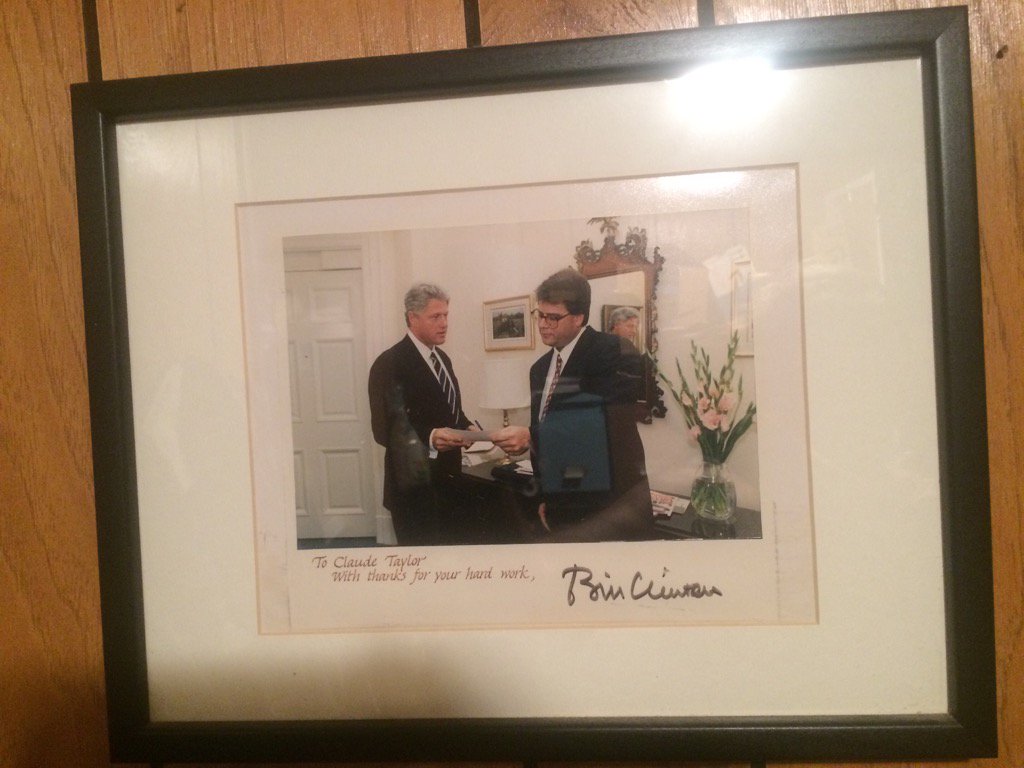 To Claude Taylor
With thanks for your hard work,
Bill Clinton